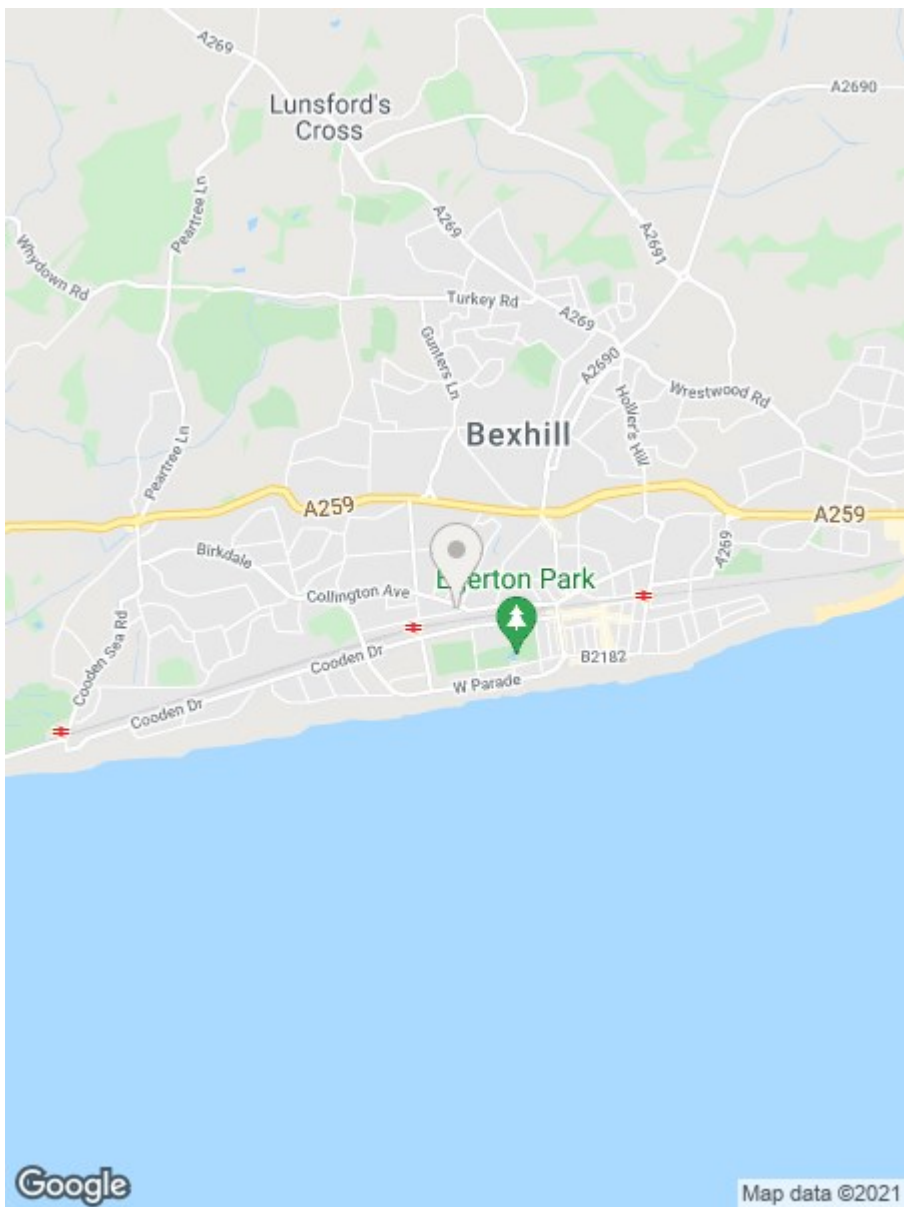 A269
A2690
Lunsford's
Cross
Peartree Ln
A269
A2691
Whydown Rd
Turkey Rd
A269
Gunters Ln
A2690
Wrestwood Rd
Holliers Hill
Bexhill
Peartree Ln
A259
A259
A269
Birkdale
Egerton Park
Collington Ave
Cooden Sea Rd
Cooden Dr
B2182
W Parade
Cooden Dr
Google
Map data ©2021